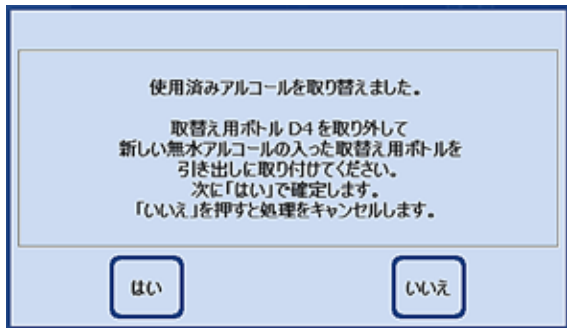 使用済みアルコールを取り替えました。
取替え用ボトル D4 を取り外して
新しい無水アルコールの入った取替え用ボトルを
引き出しに取り付けてください。
次に「はい」で確定します。
「いいえ」を押すと処理をキャンセルします。
はい
いいえ